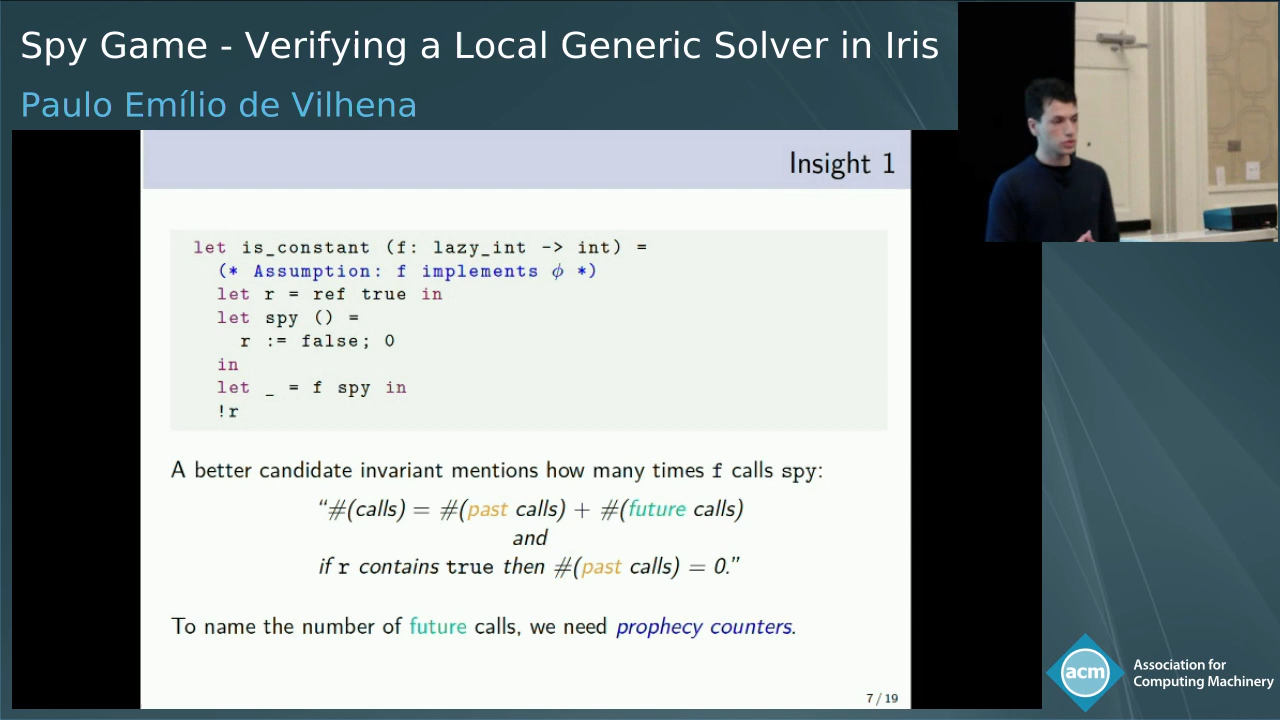 Spy Game - Verifying a Local Generic Solver in Iris
Paulo Emílio de Vilhena
Insight 1
let is_constant (f: lazy_int -> int) =
(* Assumption: f implements ϕ *)
let r = ref true in
let spy () =
r := false; 0
in
let _ = f spy in
!r
A better candidate invariant mentions how many times f calls spy:
“#(calls) = #(past calls) + #(future calls)
and
if r contains true then #(past calls) = 0.”
To name the number of future calls, we need prophecy counters.
7 / 19
acm
Association for
Computing Machinery